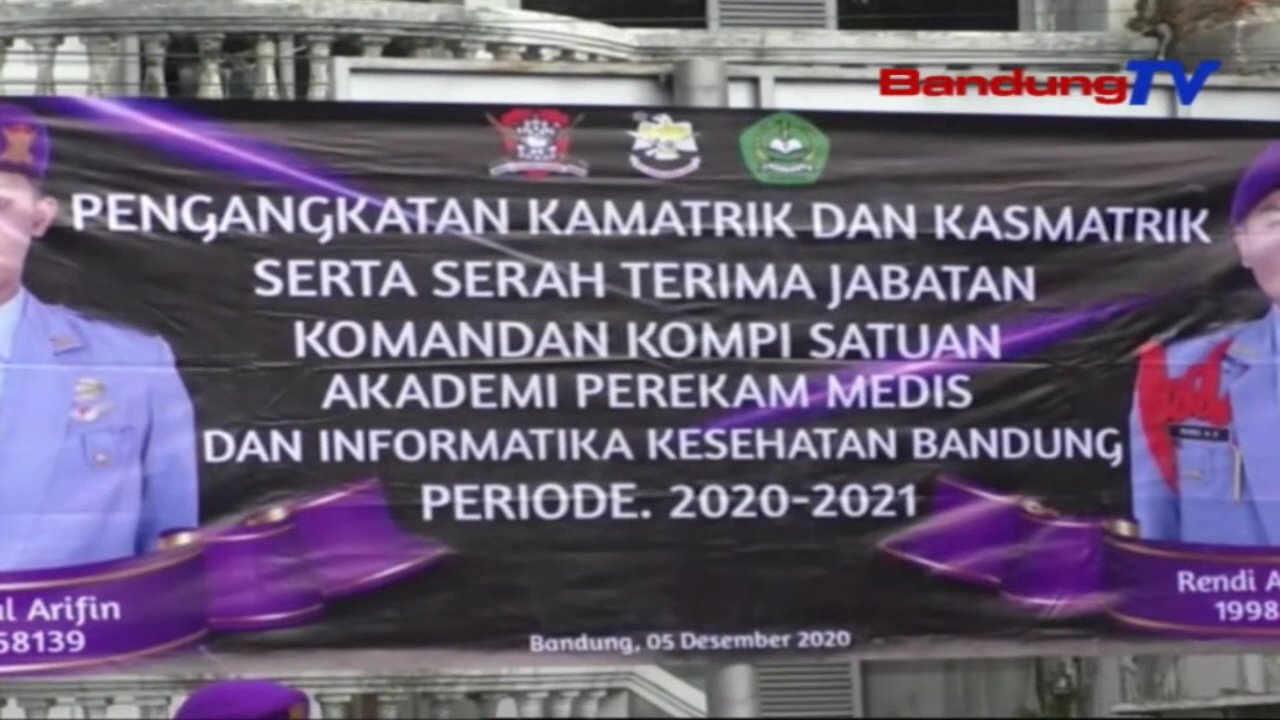 BandungTV
PENGANGKATAN KAMATRIK DAN KASMATRIK
SERTA SERAH TERIMA JABATAN
KOMANDAN KOMPI SATUAN
AKADEMI PEREKAM MEDIS
DAN INFORMATIKA KESEHATAN BANDUNG
PERIODE. 2020-2021
Arifin
58139
Rendi
1998
Bandung, 05 Desember 2020